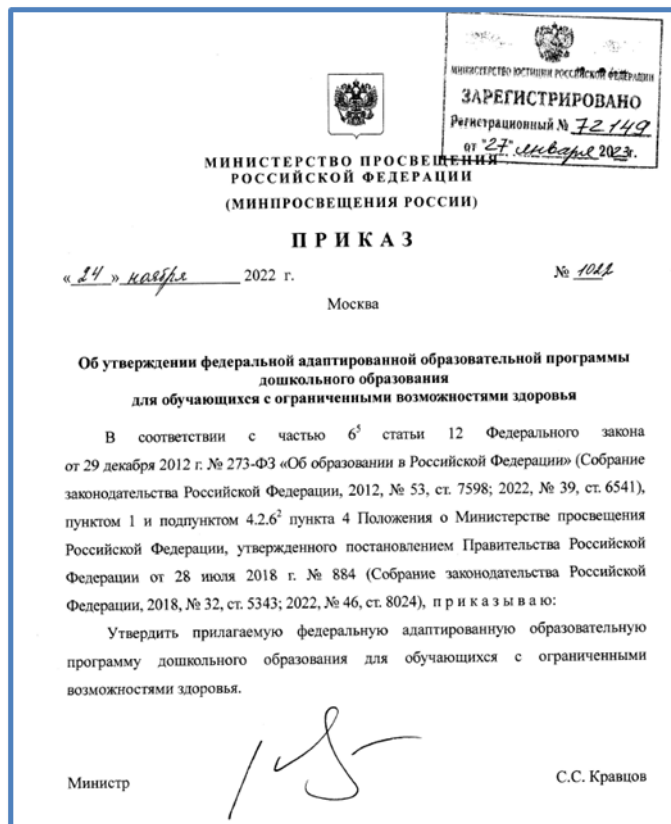 МИНИСТЕРСТВО ЮСТИЦИИ РОССИЙСКОЙ ФЕДЕРАЦИИ
ЗАРЕГИСТРИРОВАНО
Регистрационный № 72149
от "27" января 2023г.
МИНИСТЕРСТВО ПРОСВЕЩЕНИЯ
РОССИЙСКОЙ ФЕДЕРАЦИИ
(МИНПРОСВЕЩЕНИЯ РОССИИ)
П Р И К А З
« 24 » ноября 2022 г. № 1022
Москва
Об утверждении федеральной адаптированной образовательной программы
дошкольного образования
для обучающихся с ограниченными возможностями здоровья
В соответствии с частью 6⁵ статьи 12 Федерального закона
от 29 декабря 2012 г. № 273-ФЗ «Об образовании в Российской Федерации» (Собрание
законодательства Российской Федерации, 2012, № 53, ст. 7598; 2022, № 39, ст. 6541),
пунктом 1 и подпунктом 4.2.6² пункта 4 Положения о Министерстве просвещения
Российской Федерации, утвержденного постановлением Правительства Российской
Федерации от 28 июля 2018 г. № 884 (Собрание законодательства Российской
Федерации, 2018, № 32, ст. 5343; 2022, № 46, ст. 8024), п р и к а з ы в а ю:
Утвердить прилагаемую федеральную адаптированную образовательную
программу дошкольного образования для обучающихся с ограниченными
возможностями здоровья.
Министр С.С. Кравцов